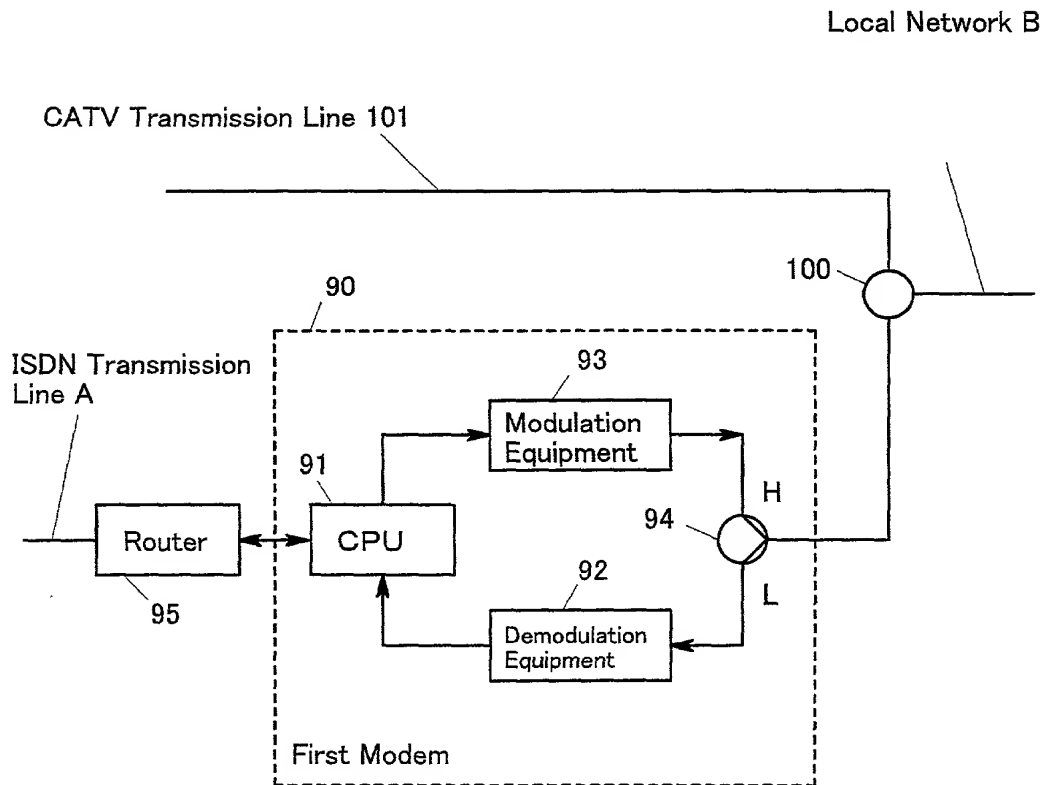 Local Network B
CATV Transmission Line 101
100
90
ISDN Transmission
Line A
93
Modulation
Equipment
91
H
94
Router
CPU
L
92
95
Demodulation
Equipment
First Modem